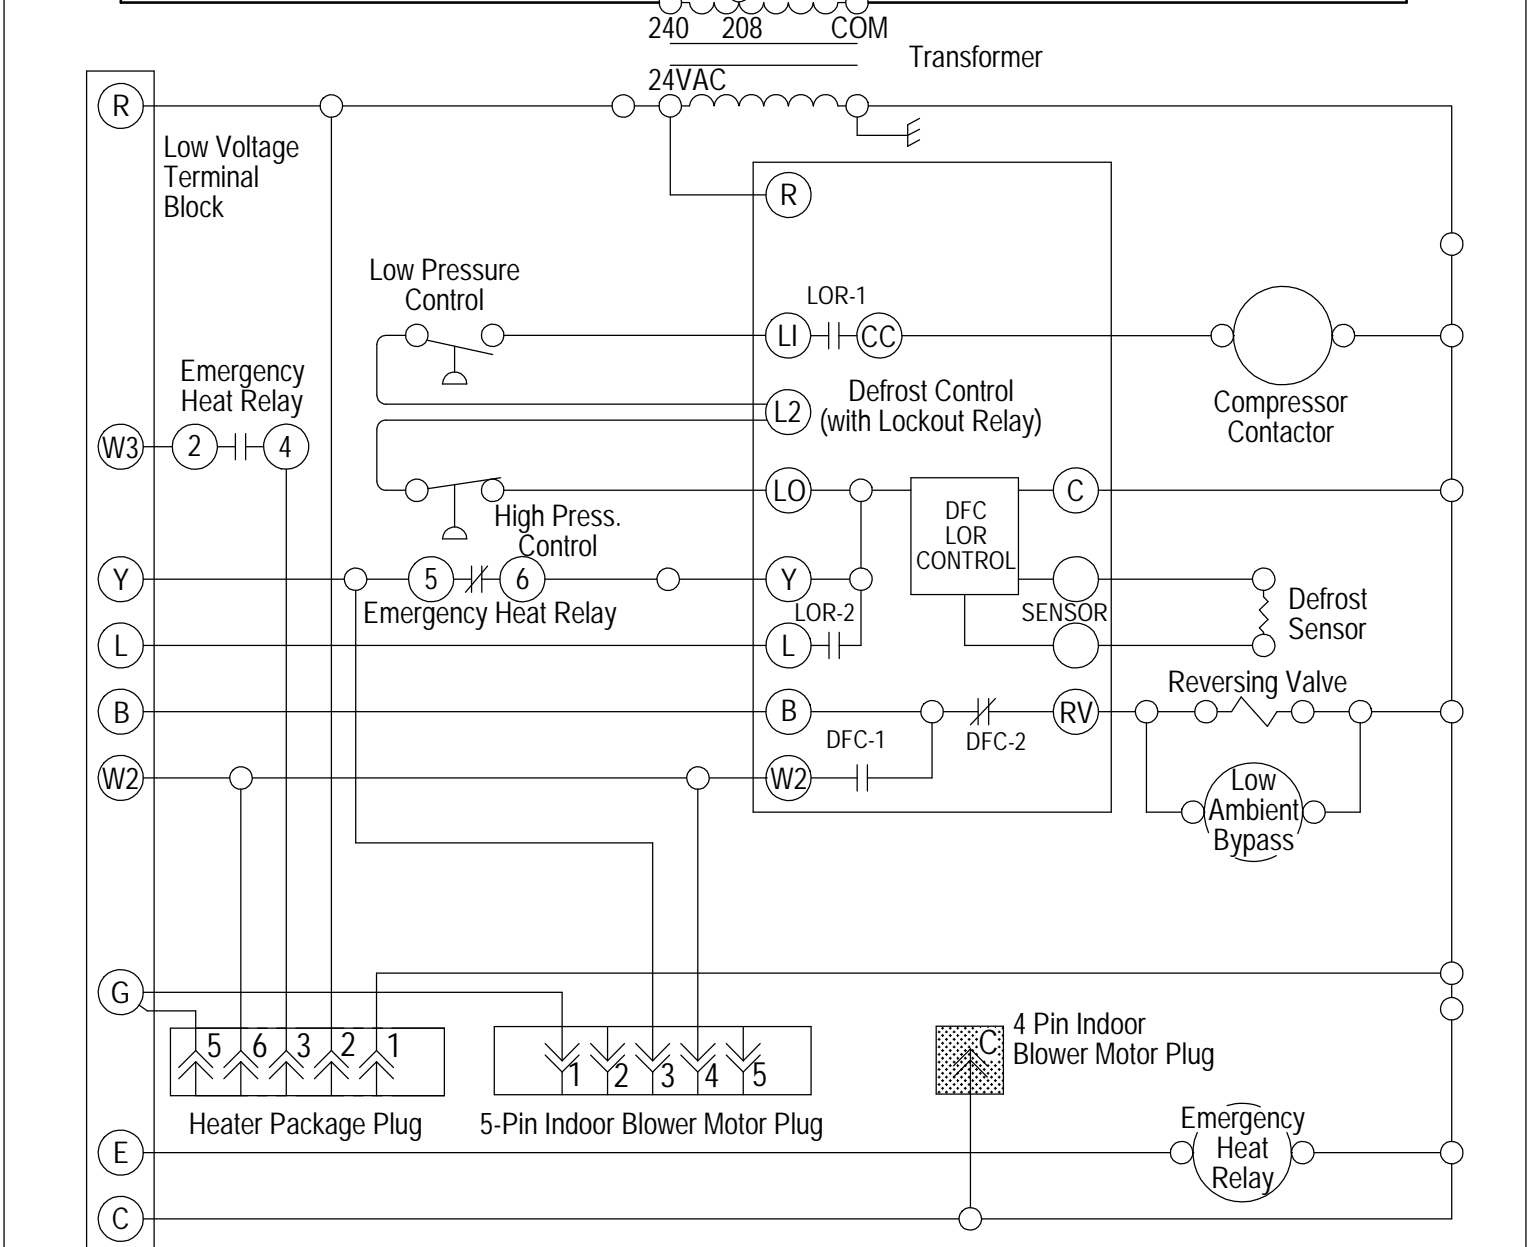 240 208 COM
Transformer
24VAC
R
Low Voltage
Terminal
Block
R
Low Pressure
Control
LOR-1
LI
CC
Emergency
Heat Relay
L2
Defrost Control
(with Lockout Relay)
Compressor
Contactor
W3
2
4
LO
C
DFC
LOR
CONTROL
High Press.
Control
Y
5
6
Y
Emergency Heat Relay
LOR-2
SENSOR
Defrost
Sensor
L
L
Reversing Valve
B
B
RV
DFC-1
DFC-2
W2
W2
Low
Ambient
Bypass
G
5 6 3 2 1
Heater Package Plug
1 2 3 4 5
5-Pin Indoor Blower Motor Plug
C
4 Pin Indoor
Blower Motor Plug
Emergency
Heat
Relay
E
C